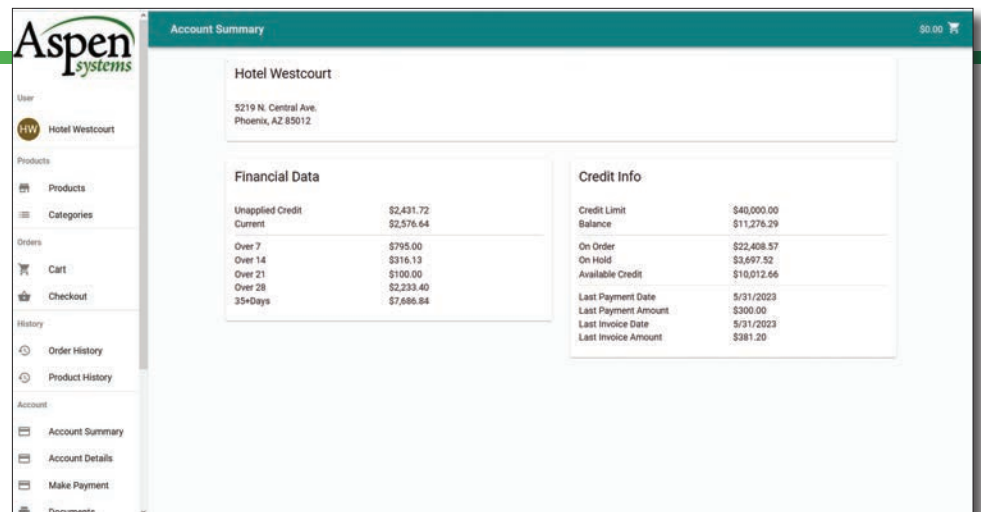 Aspen
systems
User
HW Hotel Westcourt
Products
Products
Categories
Orders
Cart
Checkout
History
Order History
Product History
Account
Account Summary
Account Details
Make Payment
Documents
Account Summary $0.00
Hotel Westcourt
5219 N. Central Ave.
Phoenix, AZ 85012
Financial Data
Unapplied Credit $2,431.72
Current $2,576.64
Over 7 $795.00
Over 14 $316.13
Over 21 $100.00
Over 28 $2,233.40
35+Days $7,686.84
Credit Info
Credit Limit $40,000.00
Balance $11,276.29
On Order $22,408.57
On Hold $3,697.52
Available Credit $10,012.66
Last Payment Date 5/31/2023
Last Payment Amount $300.00
Last Invoice Date 5/31/2023
Last Invoice Amount $381.20